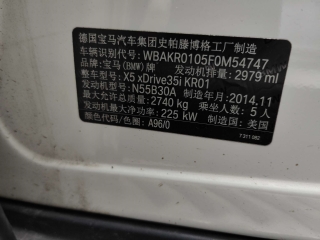 德国宝马汽车集团史帕滕博格工厂制造
车辆识别代号: WBAKR0105F0M54747
品牌: 宝马(BMW)牌 发动机排量: 2979 ml
车型: X5 xDrive35i KR01
发动机型号: N55B30A 制造年月: 2014.11
最大允许总质量: 2740 kg 乘坐人数: 5 人
发动机最大净功率: 225 kW 制造国: 美国
颜色代码/色漆: A96/0
7 311 082